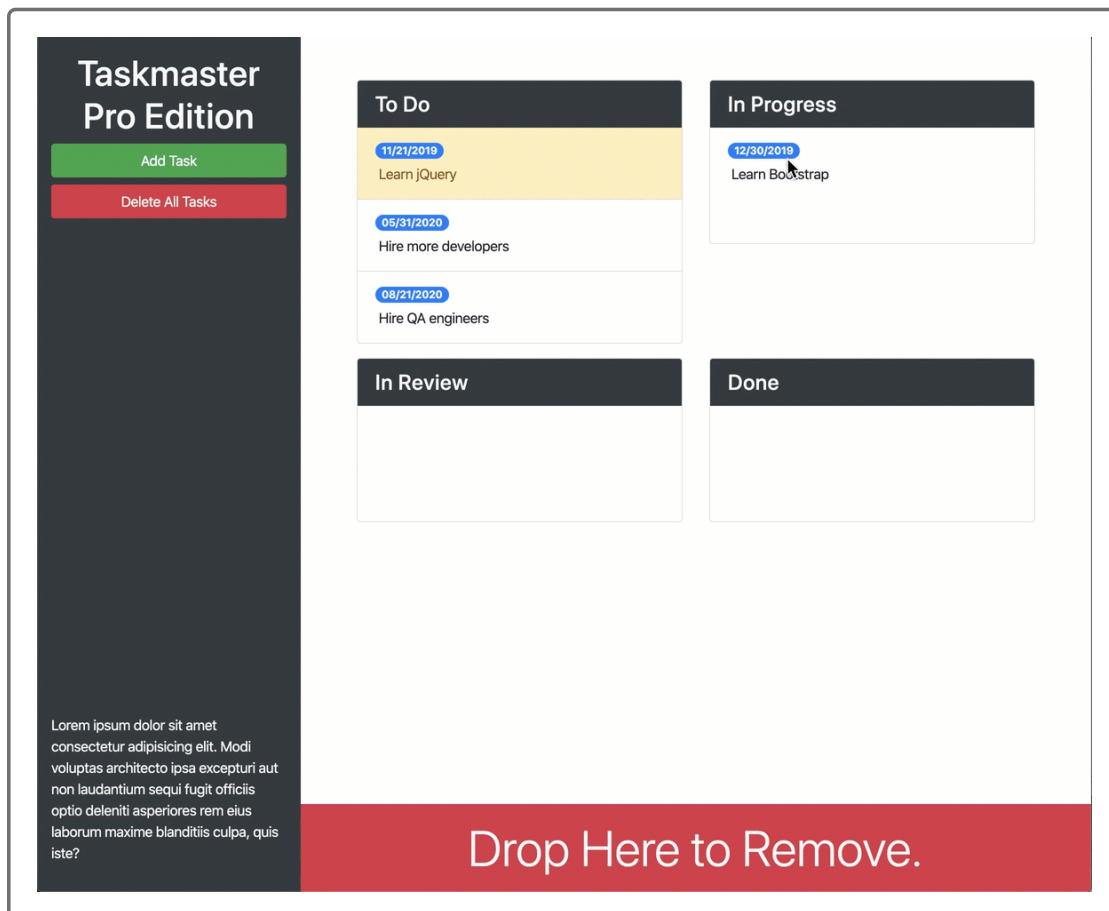 Taskmaster
Pro Edition
Add Task
Delete All Tasks
Lorem ipsum dolor sit amet
consectetur adipisicing elit. Modi
voluptas architecto ipsa excepturi aut
non laudantium sequi fugit officiis
optio deleniti asperiores rem eius
laborum maxime blanditiis culpa, quis
iste?
To Do
11/21/2019
Learn jQuery
05/31/2020
Hire more developers
08/21/2020
Hire QA engineers
In Progress
12/30/2019
Learn Bootstrap
In Review
Done
Drop Here to Remove.